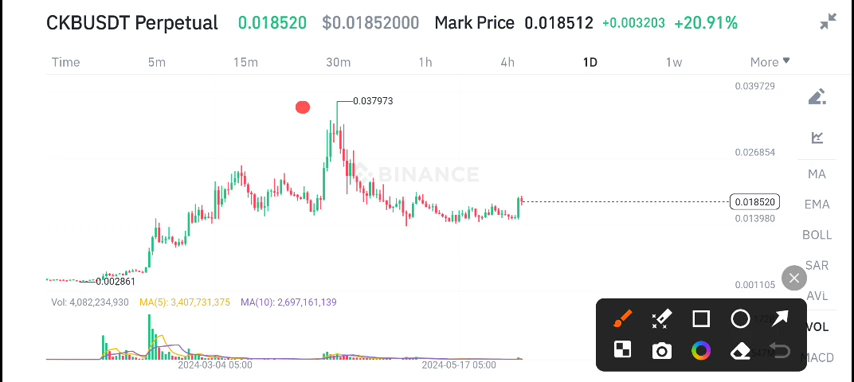 CKBUSDT Perpetual 0.018520 $0.01852000 Mark Price 0.018512 +0.003203 +20.91%
Time 5m 15m 30m 1h 4h 1D 1w More
0.039729
0.037973
0.026854
BINANCE
MA
0.018520
EMA
0.013980
BOLL
SAR
0.002861
0.001105
AVL
Vol: 4,082,234,930 MA(5): 3,407,731,375 MA(10): 2,697,161,139
VOL
MACD
2024-03-04 05:00 2024-05-17 05:00